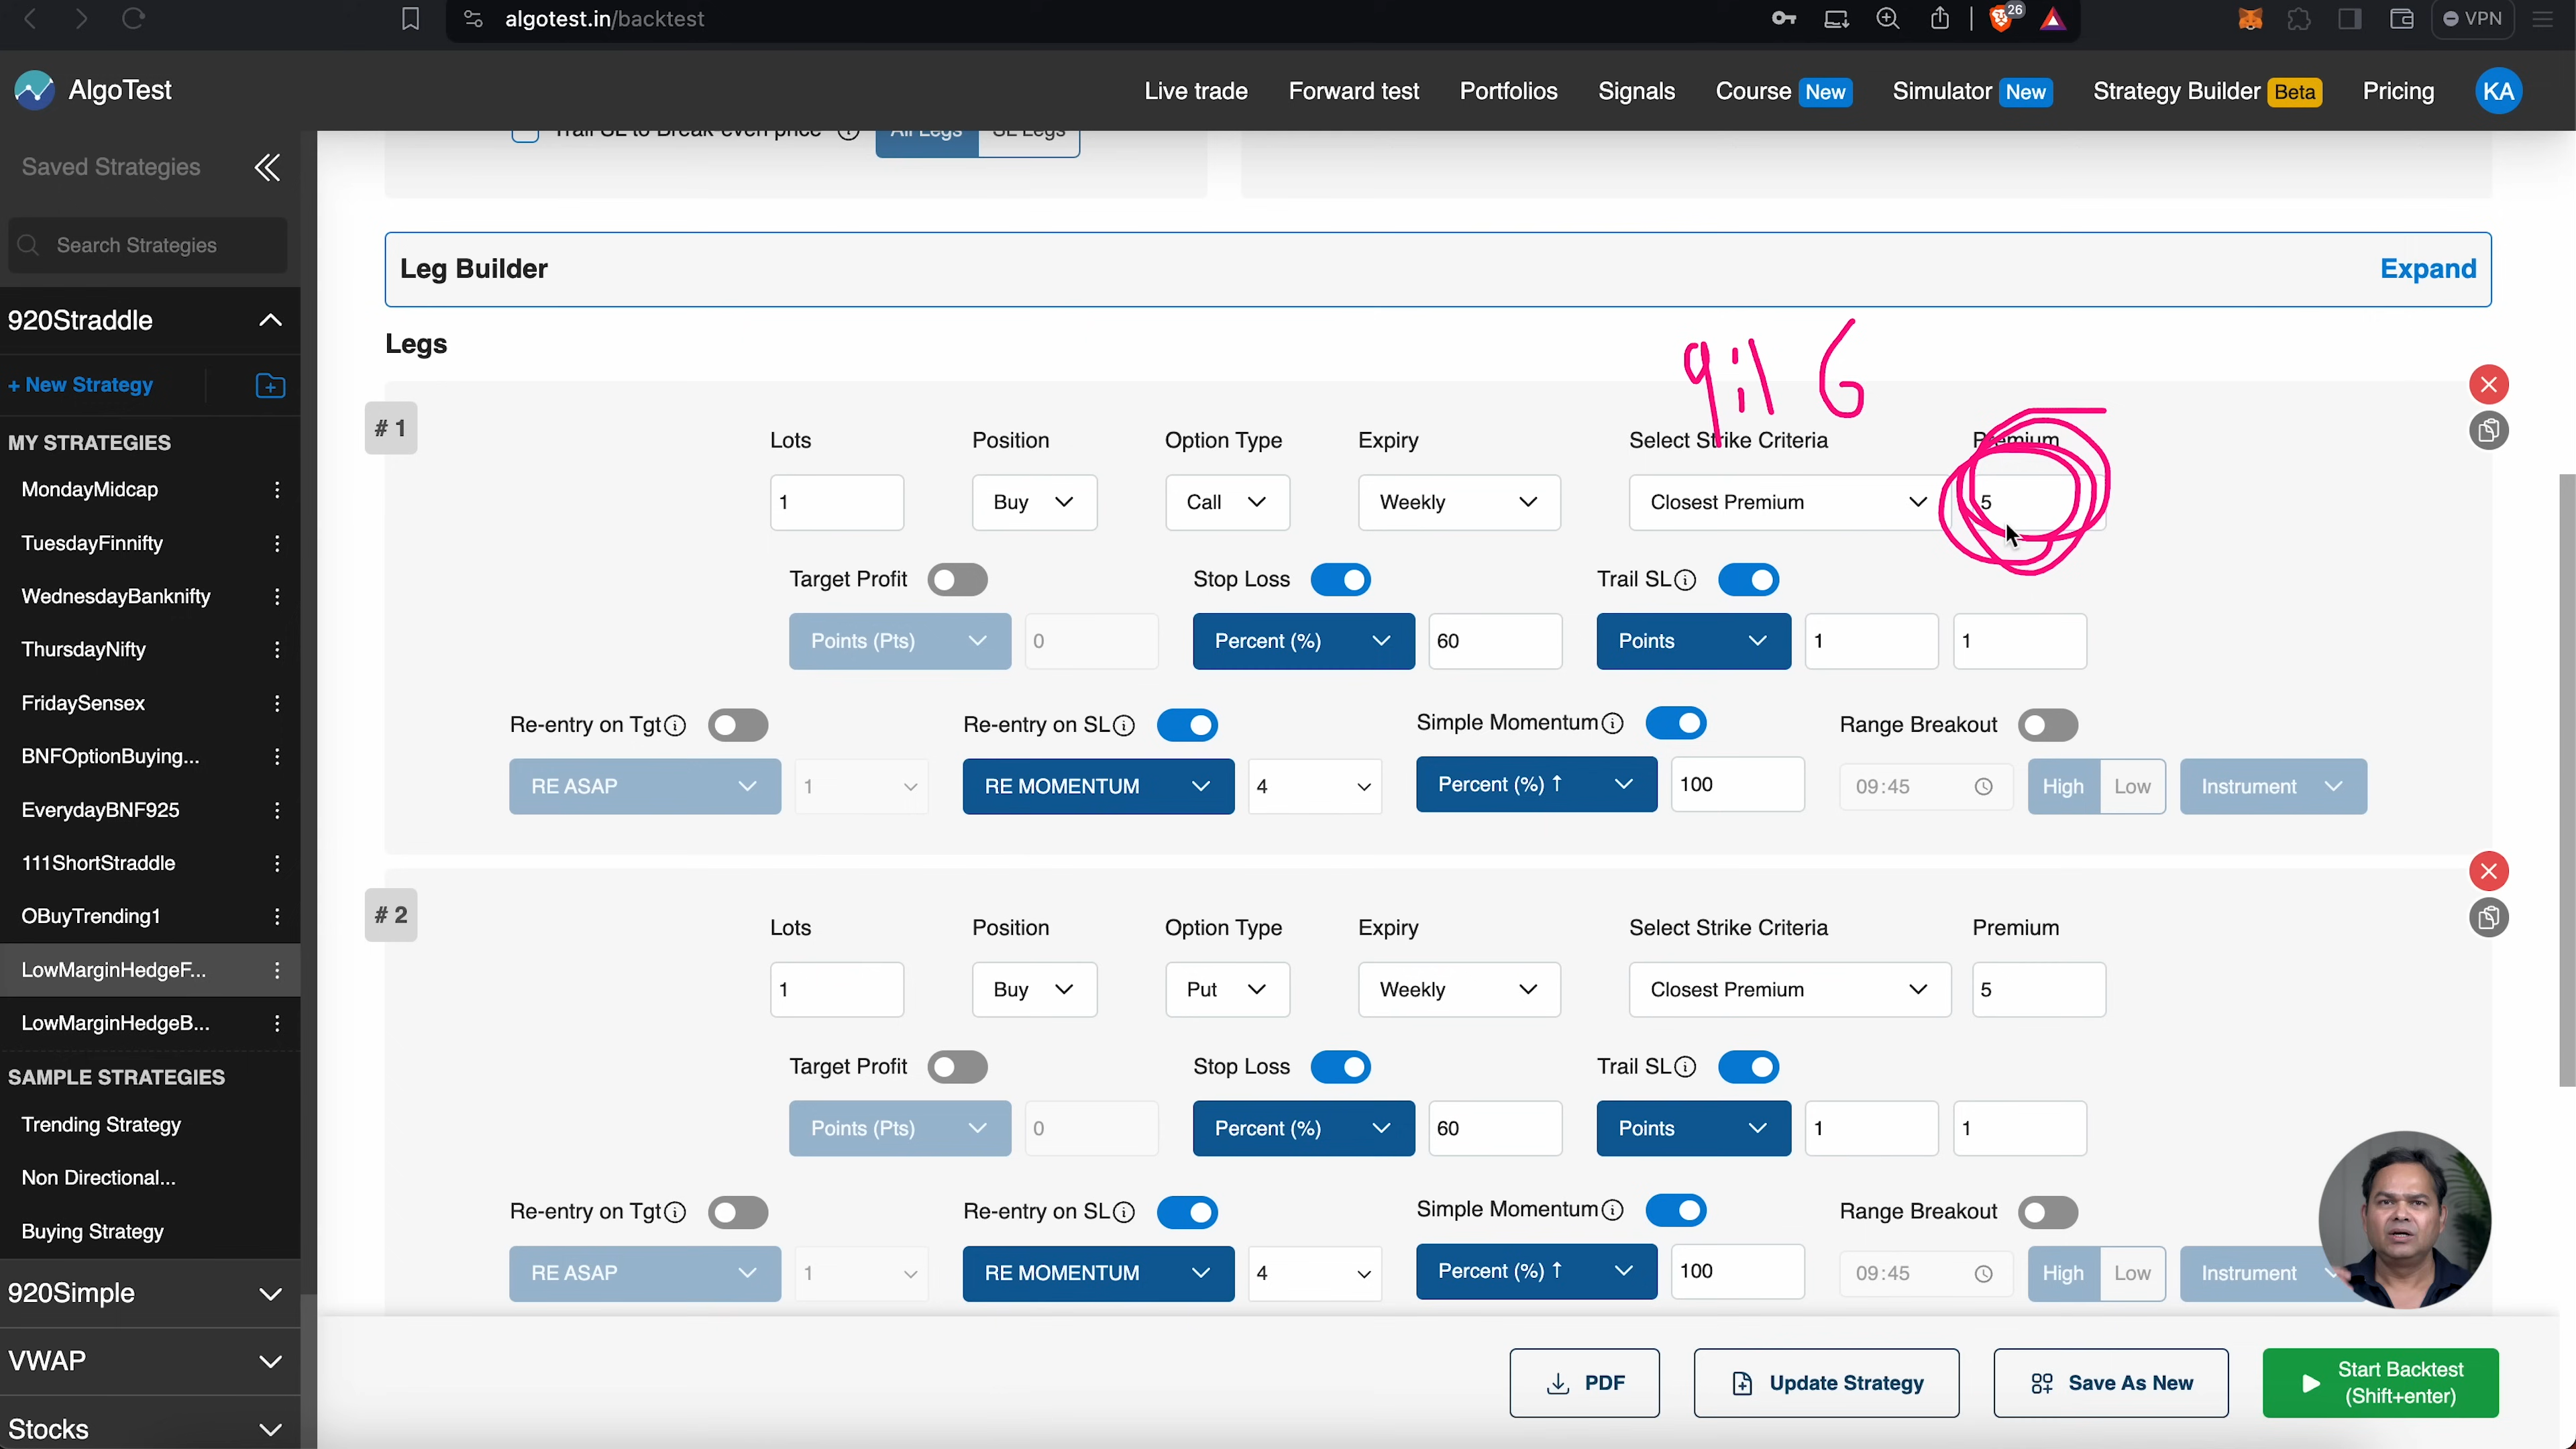 algotest.in/backtest
26
VPN
AlgoTest
Live trade
Forward test
Portfolios
Signals
Course New
Simulator New
Strategy Builder Beta
Pricing
KA
Saved Strategies
Search Strategies
920Straddle
+ New Strategy
MY STRATEGIES
MondayMidcap
TuesdayFinnifty
WednesdayBanknifty
ThursdayNifty
FridaySensex
BNFOptionBuying...
EverydayBNF925
111ShortStraddle
OBuyTrending1
LowMarginHedgeF...
LowMarginHedgeB...
SAMPLE STRATEGIES
Trending Strategy
Non Directional...
Buying Strategy
920Simple
VWAP
Stocks
Trail SL to Break-even price
All Legs
SL Legs
Leg Builder
Expand
Legs
9:16
# 1
Lots
Position
Option Type
Expiry
Select Strike Criteria
Premium
1
Buy
Call
Weekly
Closest Premium
5
Target Profit
Stop Loss
Trail SL
Points (Pts)
0
Percent (%)
60
Points
1
1
Re-entry on Tgt
Re-entry on SL
Simple Momentum
Range Breakout
RE ASAP
1
RE MOMENTUM
4
Percent (%) ↑
100
09:45
High
Low
Instrument
# 2
Lots
Position
Option Type
Expiry
Select Strike Criteria
Premium
1
Buy
Put
Weekly
Closest Premium
5
Target Profit
Stop Loss
Trail SL
Points (Pts)
0
Percent (%)
60
Points
1
1
Re-entry on Tgt
Re-entry on SL
Simple Momentum
Range Breakout
RE ASAP
1
RE MOMENTUM
4
Percent (%) ↑
100
09:45
High
Low
Instrument
PDF
Update Strategy
Save As New
Start Backtest
(Shift+enter)